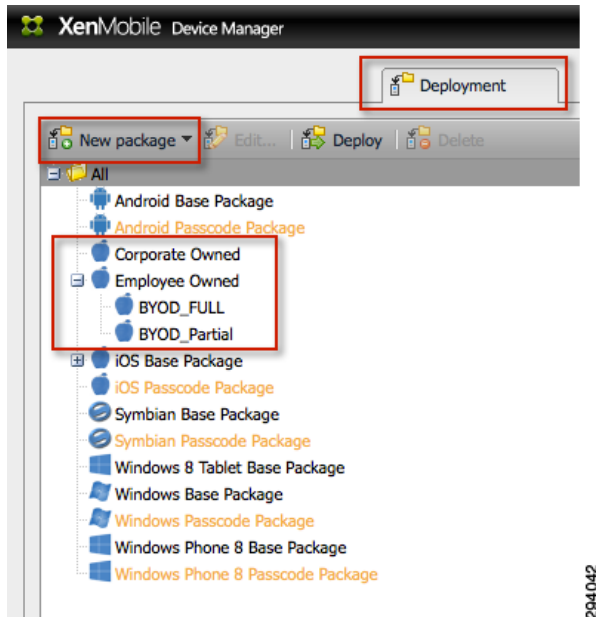 XenMobile Device Manager
Deployment
New package Edit... Deploy Delete
All
Android Base Package
Android Passcode Package
Corporate Owned
Employee Owned
BYOD_FULL
BYOD_Partial
iOS Base Package
iOS Passcode Package
Symbian Base Package
Symbian Passcode Package
Windows 8 Tablet Base Package
Windows Base Package
Windows Passcode Package
Windows Phone 8 Base Package
Windows Phone 8 Passcode Package
294042